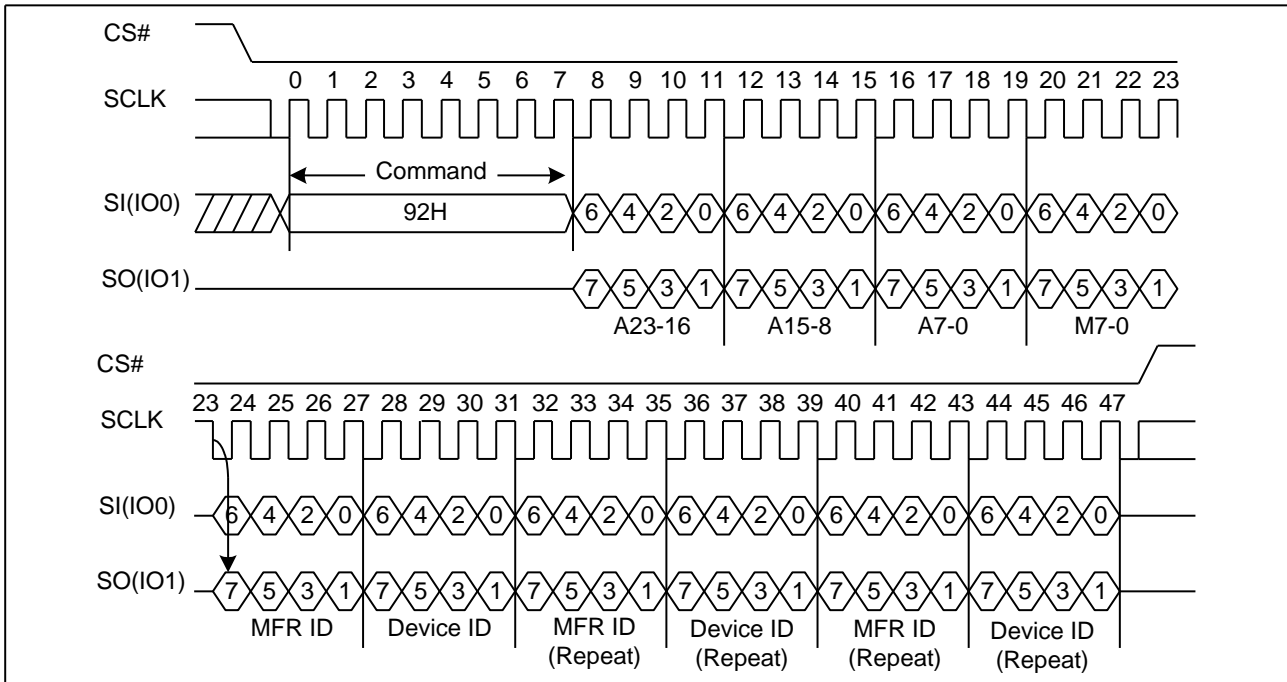 CS#
0 1 2 3 4 5 6 7 8 9 10 11 12 13 14 15 16 17 18 19 20 21 22 23
SCLK
Command
SI(IO0)
92H 6 4 2 0 6 4 2 0 6 4 2 0 6 4 2 0
SO(IO1)
7 5 3 1 7 5 3 1 7 5 3 1 7 5 3 1
A23-16 A15-8 A7-0 M7-0
CS#
23 24 25 26 27 28 29 30 31 32 33 34 35 36 37 38 39 40 41 42 43 44 45 46 47
SCLK
SI(IO0)
6 4 2 0 6 4 2 0 6 4 2 0 6 4 2 0 6 4 2 0 6 4 2 0
SO(IO1)
7 5 3 1 7 5 3 1 7 5 3 1 7 5 3 1 7 5 3 1 7 5 3 1
MFR ID Device ID MFR ID Device ID MFR ID Device ID
(Repeat) (Repeat) (Repeat) (Repeat)